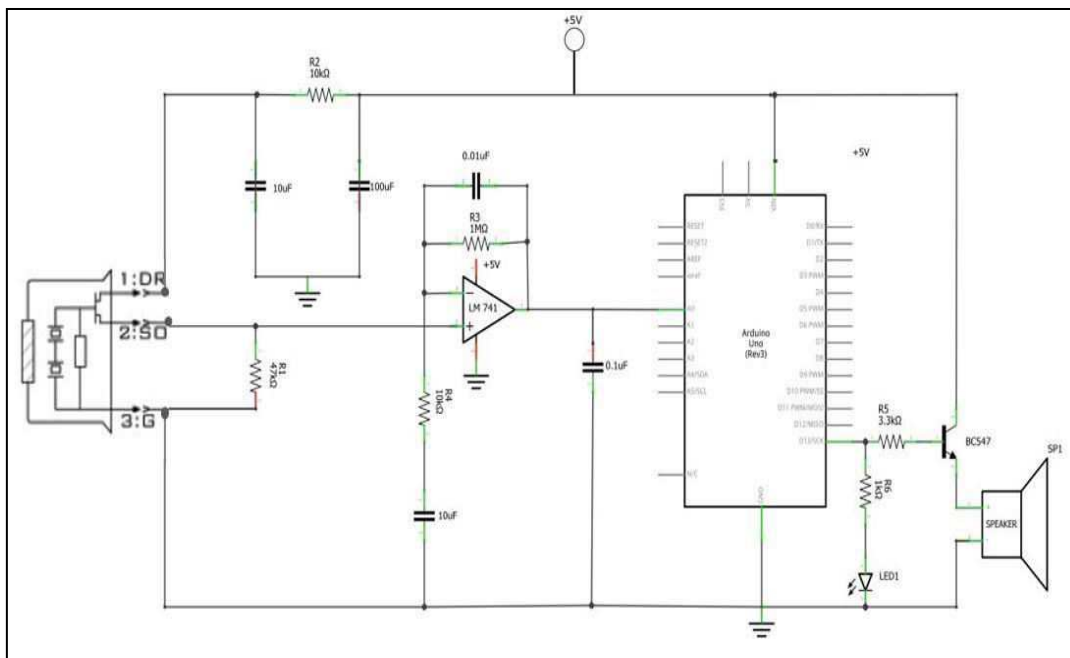 +5V
R2
10kΩ
10uF
100uF
0.01uF
R3
1MΩ
+5V
LM 741
1:DR
2:SO
3:G
R1
47kΩ
R4
10kΩ
10uF
0.1uF
+5V
3V3
VIN
RESET
RESET2
AREF
ioref
A0
A1
A2
A3
A4/SDA
A5/SCL
N/C
GND
Arduino
Uno
(Rev3)
D0/RX
D1/TX
D2
D3 PWM
D4
D5 PWM
D6 PWM
D7
D8
D9 PWM
D10 PWM/SS
D11 PWM/MOSI
D12/MISO
D13/SCK
R5
3.3kΩ
BC547
R6
1kΩ
LED1
SP1
SPEAKER